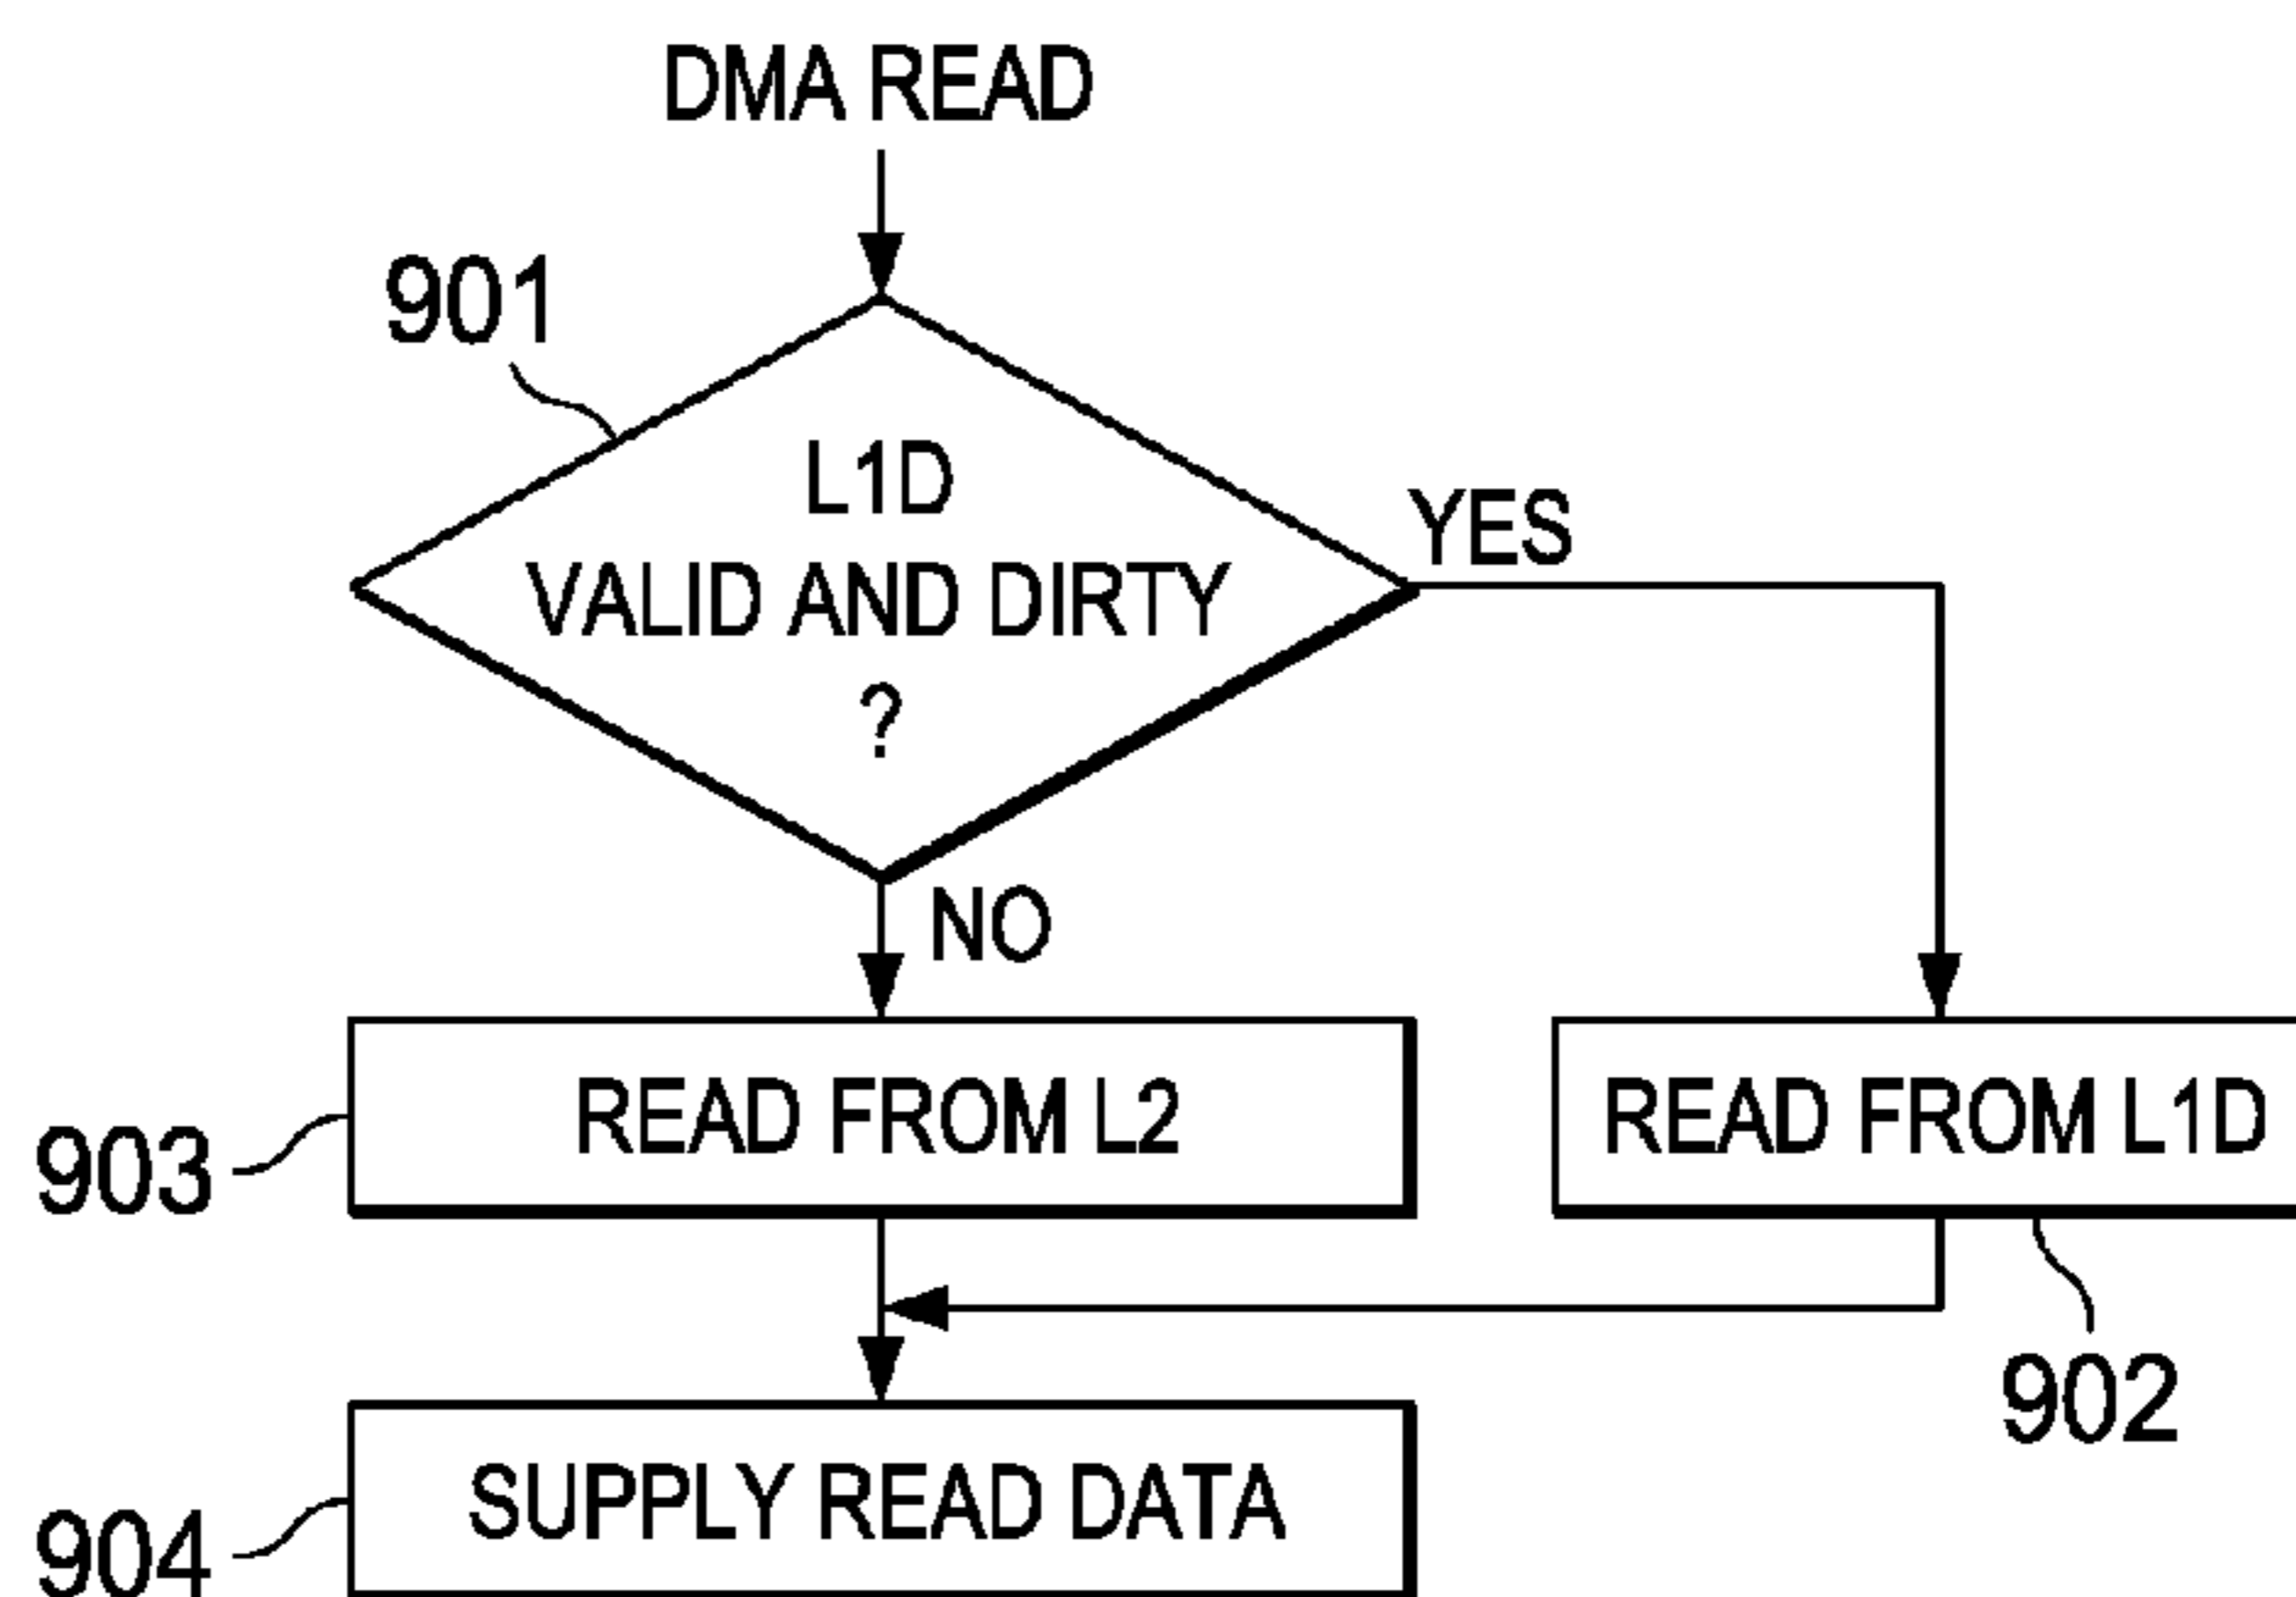 DMA READ
901
L1D
VALID AND DIRTY
?
YES
NO
READ FROM L2
READ FROM L1D
903
902
SUPPLY READ DATA
904